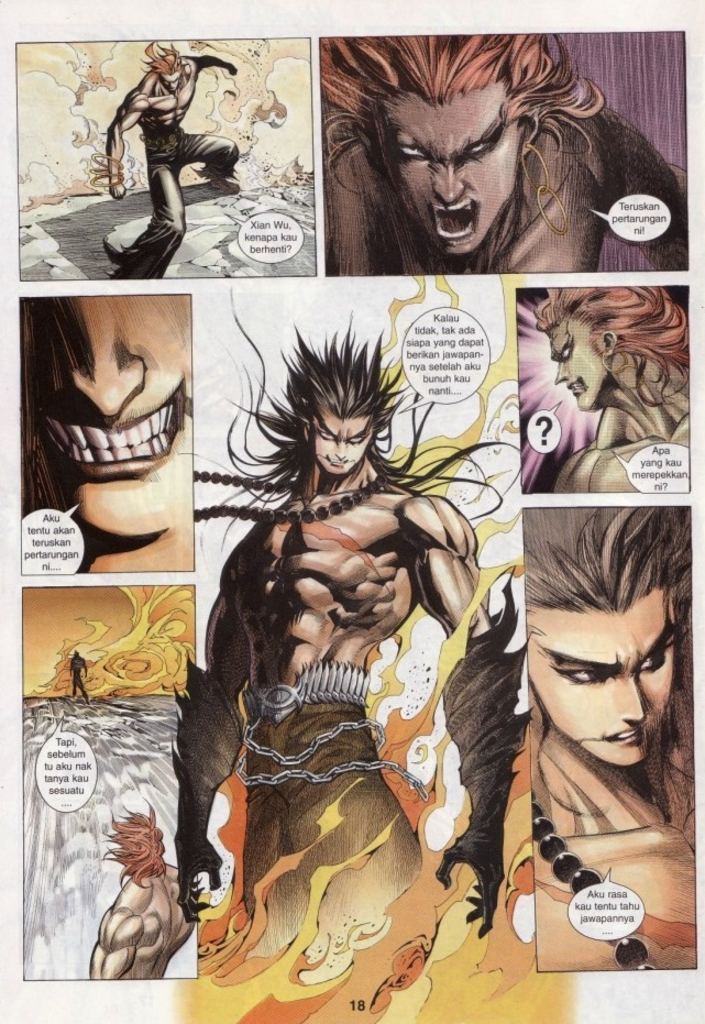 Xian Wu,
kenapa kau
berhenti?
Teruskan
pertarungan
ni!
Aku
tentu akan
teruskan
pertarungan
ni....
Kalau
tidak, tak ada
siapa yang dapat
berikan jawapan-
nya setelah aku
bunuh kau
nanti....
?
Apa
yang kau
merepekkan
ni?
Tapi,
sebelum
tu aku nak
tanya kau
sesuatu
....
Aku rasa
kau tentu tahu
jawapannya
....
18